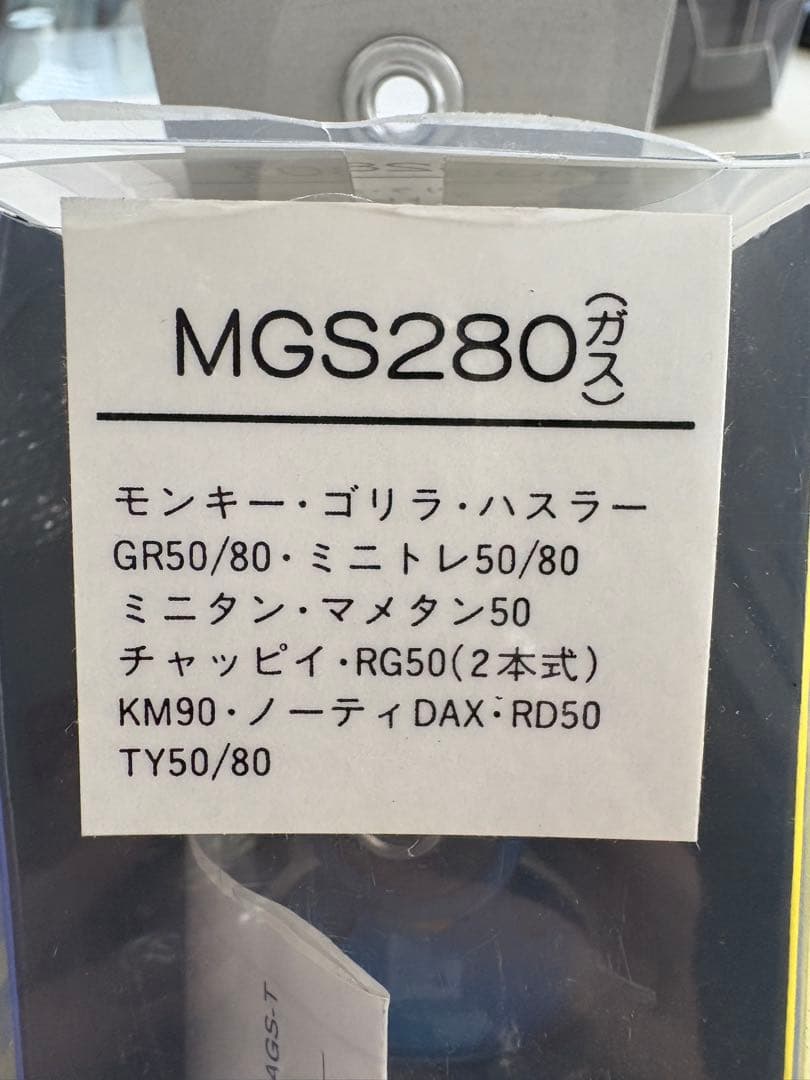 MGS280(ガス)
モンキー・ゴリラ・ハスラー
GR50/80・ミニトレ50/80
ミニタン・マメタン50
チャッピイ・RG50(2本式)
KM90・ノーティDAX・RD50
TY50/80